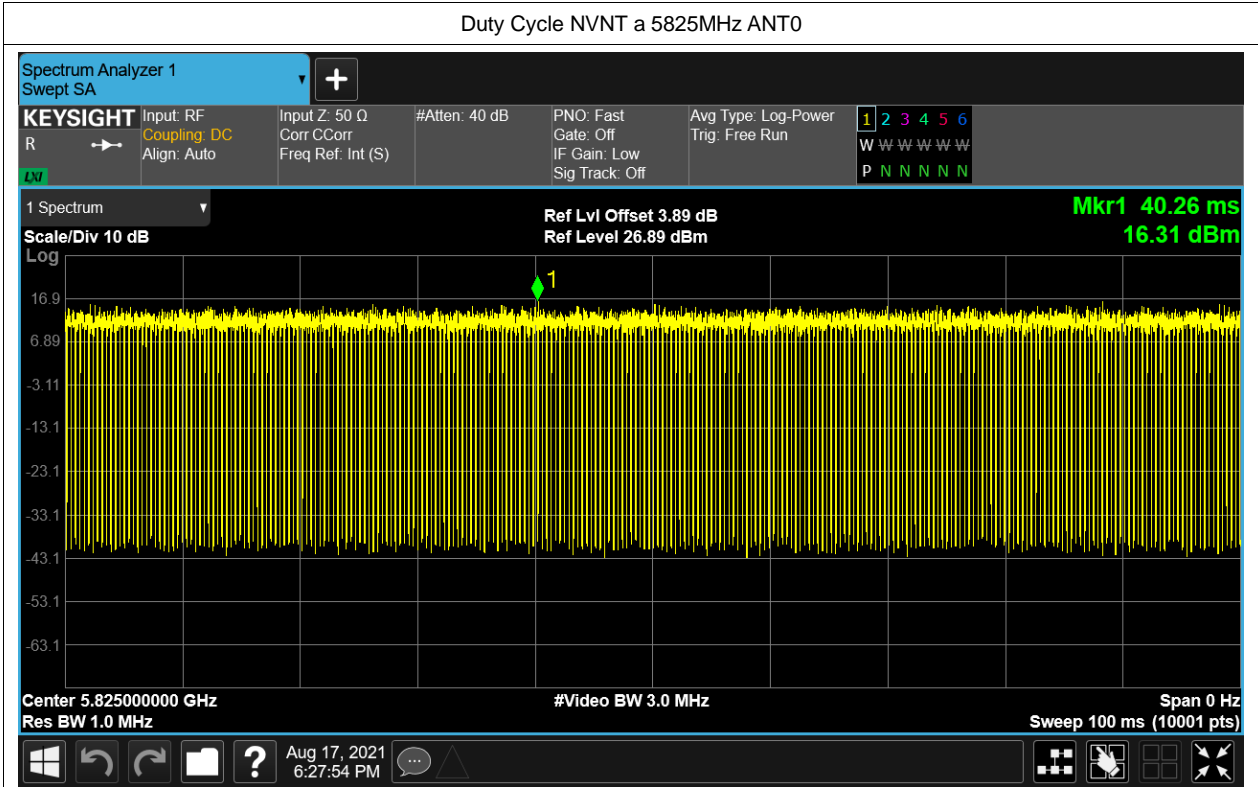 Duty Cycle NVNT a 5825MHz ANT0
Spectrum Analyzer 1
Swept SA
KEYSIGHT
R
LXI
Input: RF
Coupling: DC
Align: Auto
Input Z: 50 Ω
Corr CCorr
Freq Ref: Int (S)
#Atten: 40 dB
PNO: Fast
Gate: Off
IF Gain: Low
Sig Track: Off
Avg Type: Log-Power
Trig: Free Run
1 2 3 4 5 6
W W W W W W
P N N N N N
1 Spectrum
Scale/Div 10 dB
Log
Ref Lvl Offset 3.89 dB
Ref Level 26.89 dBm
Mkr1 40.26 ms
16.31 dBm
1
16.9
6.89
-3.11
-13.1
-23.1
-33.1
-43.1
-53.1
-63.1
Center 5.825000000 GHz
Res BW 1.0 MHz
#Video BW 3.0 MHz
Span 0 Hz
Sweep 100 ms (10001 pts)
?
Aug 17, 2021
6:27:54 PM